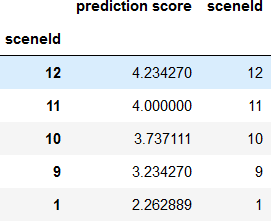 prediction score sceneId
sceneId
12 4.234270 12
11 4.000000 11
10 3.737111 10
9 3.234270 9
1 2.262889 1